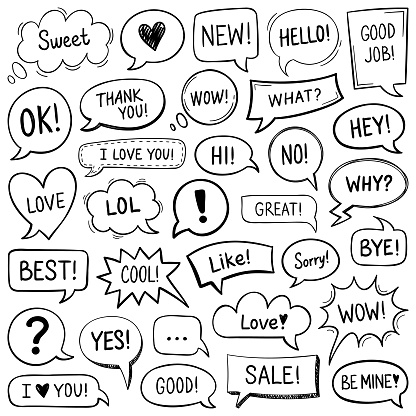 Sweet
♥
NEW!
HELLO!
GOOD
JOB!
OK!
THANK
YOU!
WOW!
WHAT?
HEY!
I LOVE YOU!
HI!
NO!
WHY?
LOVE
LOL
!
GREAT!
BYE!
BEST!
COOL!
Like!
Sorry!
?
YES!
...
Love♥
WOW!
I ♥ YOU!
GOOD!
SALE!
BE MINE♥